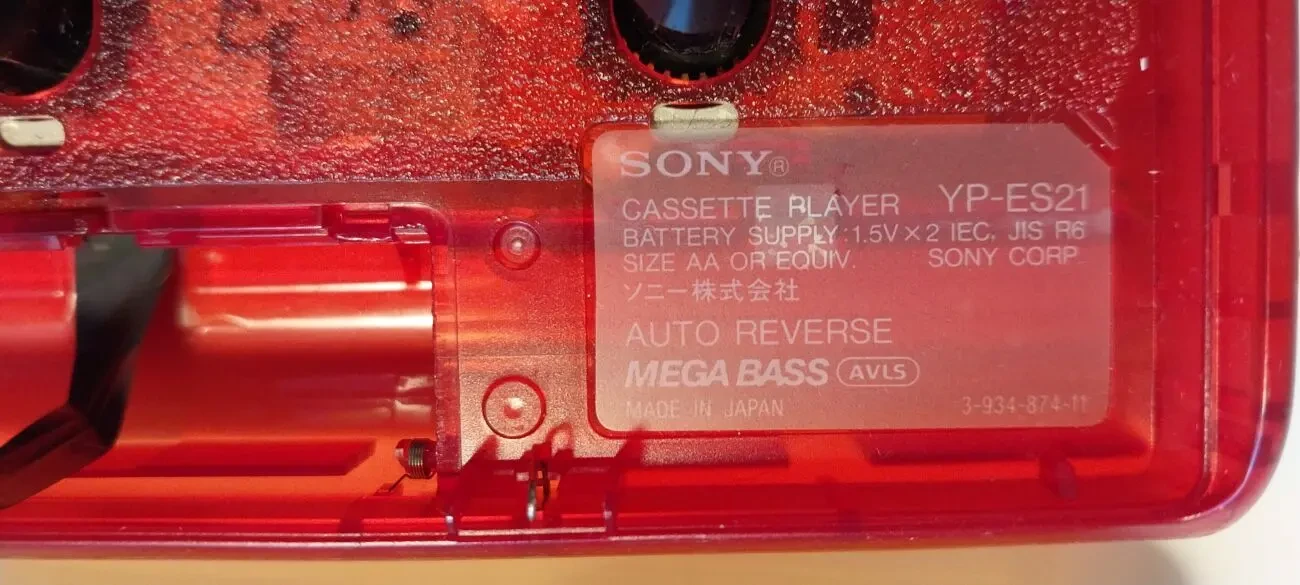 SONY®
CASSETTE PLAYER YP-ES21
BATTERY SUPPLY:1.5V×2 IEC, JIS R6
SIZE AA OR EQUIV. SONY CORP.
ソニー株式会社
AUTO REVERSE
MEGA BASS AVLS
MADE IN JAPAN 3-934-874-11